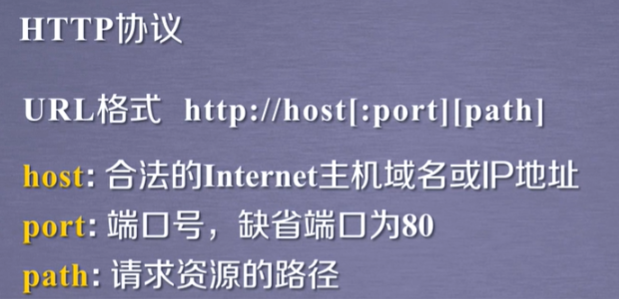 HTTP协议
URL格式 http://host[:port][path]
host: 合法的Internet主机域名或IP地址
port: 端口号，缺省端口为80
path: 请求资源的路径